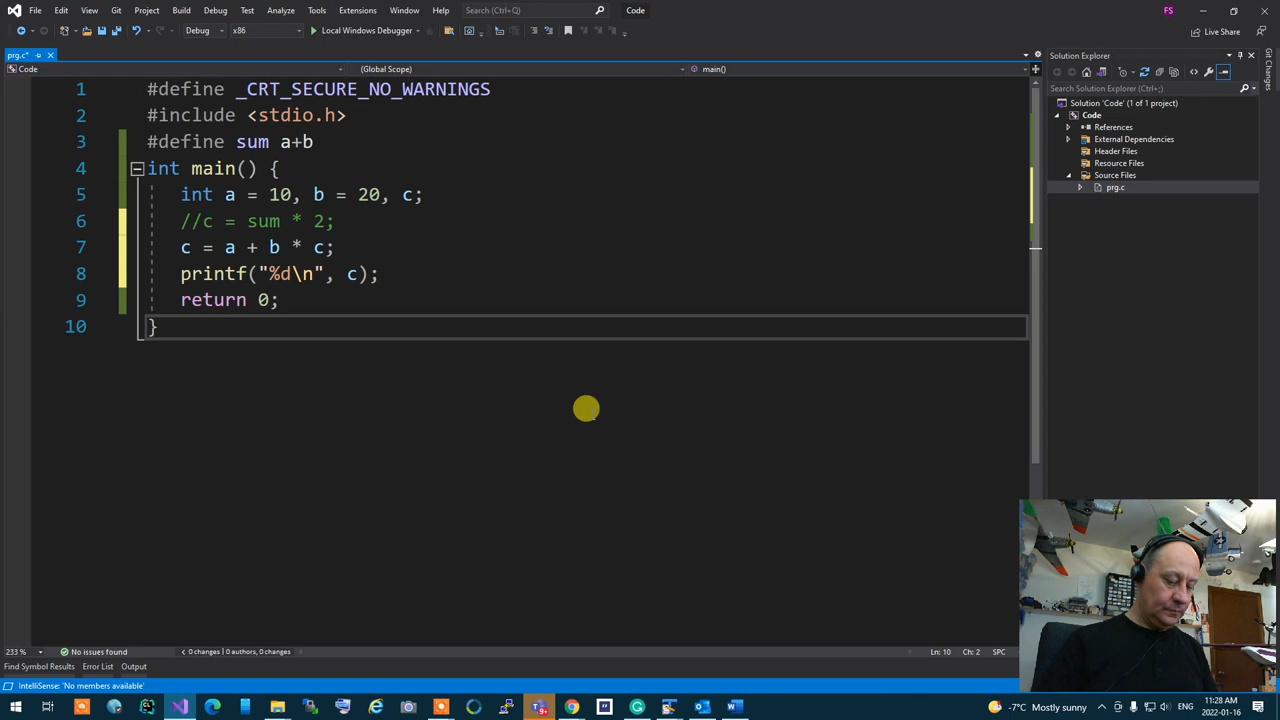 File Edit View Git Project Build Debug Test Analyze Tools Extensions Window Help Search (Ctrl+Q) Code FS
Debug x86 Local Windows Debugger Live Share
prg.c* Solution Explorer
Code (Global Scope) main()
Search Solution Explorer (Ctrl+;)
Solution 'Code' (1 of 1 project)
Code
References
External Dependencies
Header Files
Resource Files
Source Files
prg.c
Git Changes
1 #define _CRT_SECURE_NO_WARNINGS
2 #include <stdio.h>
3 #define sum a+b
4 int main() {
5 int a = 10, b = 20, c;
6 //c = sum * 2;
7 c = a + b * c;
8 printf("%d\n", c);
9 return 0;
10 }
233 % No issues found 0 changes | 0 authors, 0 changes Ln: 10 Ch: 2 SPC
Find Symbol Results Error List Output
IntelliSense: 'No members available'
-7°C Mostly sunny
11:28 AM
2022-01-16